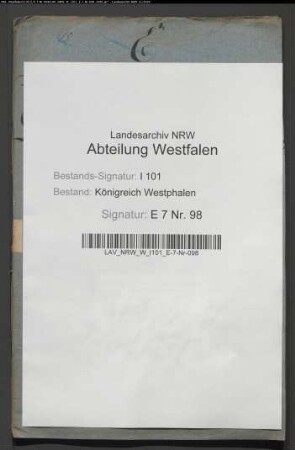 E
Landesarchiv NRW
Abteilung Westfalen
Bestands-Signatur: I 101
Bestand: Königreich Westphalen
Signatur: E 7 Nr. 98
LAV_NRW_W_I101_E-7-Nr-098